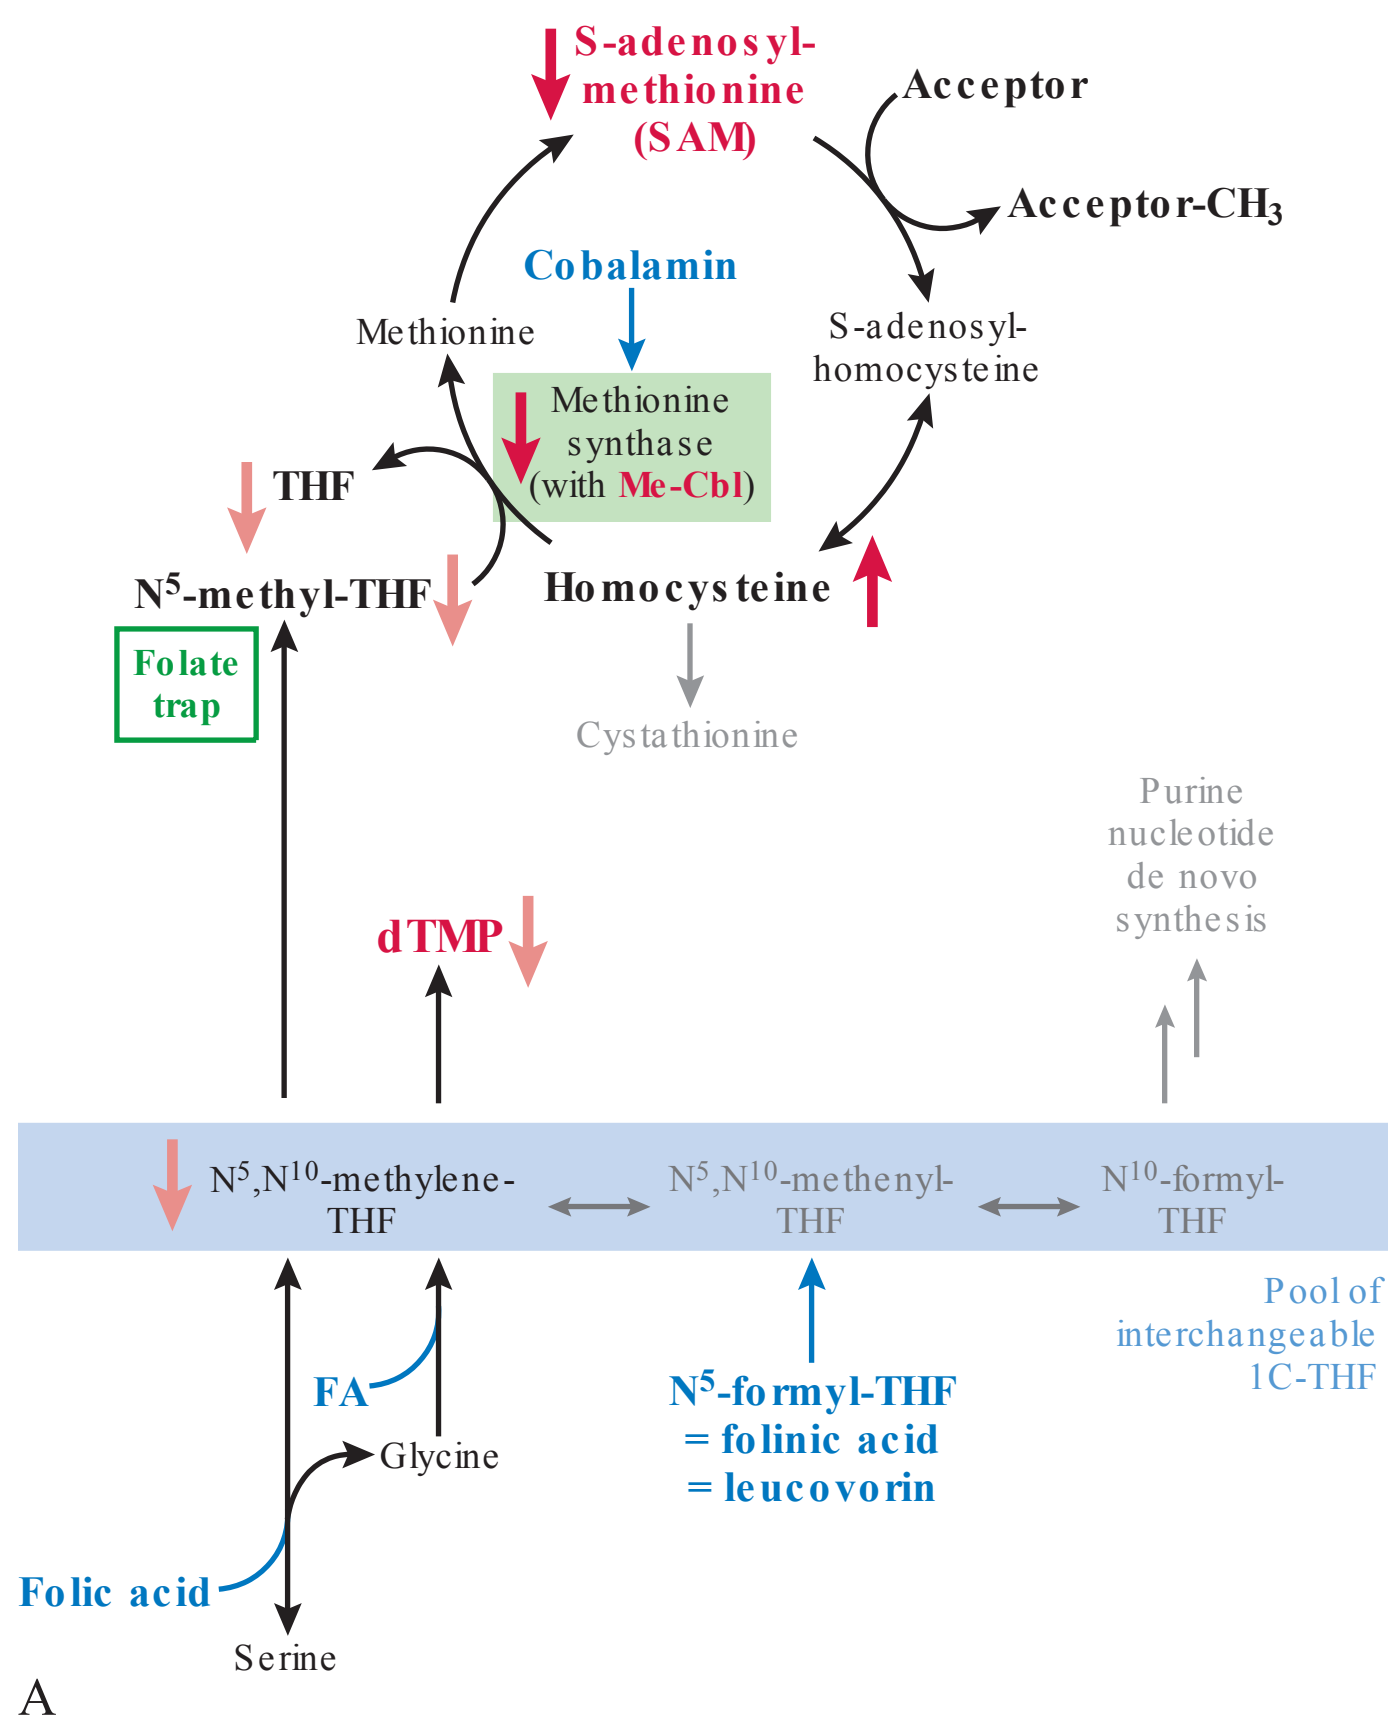 S-adenosyl-
methionine
(SAM)
Acceptor
Acceptor-CH₃
Cobalamin
Methionine
S-adenosyl-
homocysteine
Methionine
synthase
(with Me-Cbl)
THF
N⁵-methyl-THF
Homocysteine
Folate
trap
Cystathionine
Purine
nucleotide
de novo
synthesis
dTMP
N⁵,N¹⁰-methylene-
THF
N⁵,N¹⁰-methenyl-
THF
N¹⁰-formyl-
THF
Pool of
interchangeable
1C-THF
FA
Glycine
N⁵-formyl-THF
= folinic acid
= leucovorin
Folic acid
Serine
A